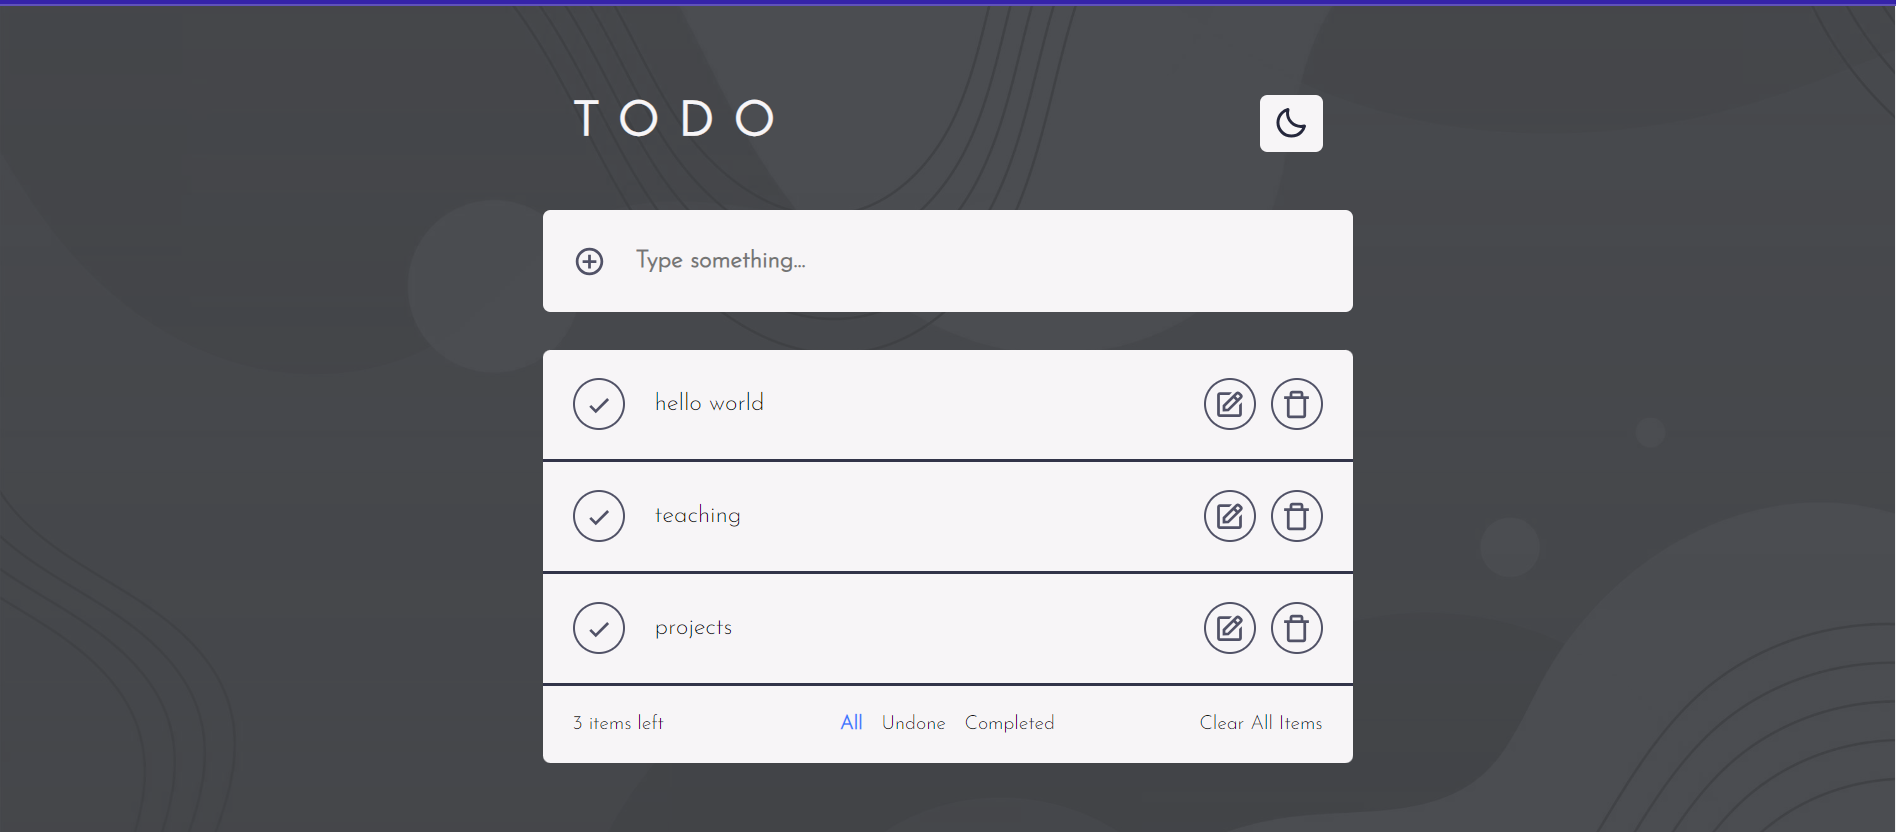 TODO
Type something...
hello world
teaching
projects
3 items left
All Undone Completed
Clear All Items